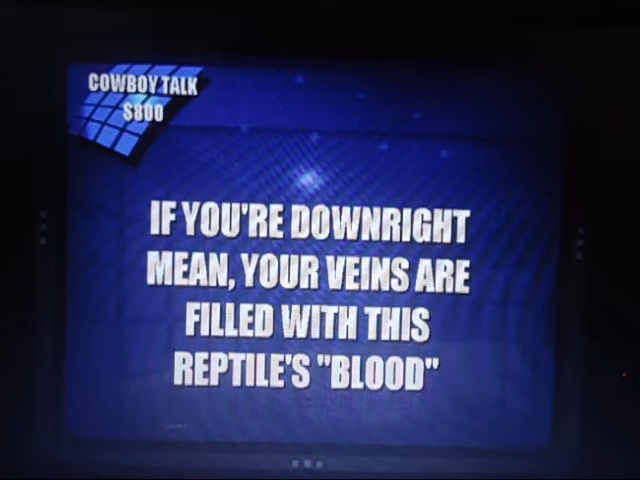 COWBOY TALK
$800
IF YOU'RE DOWNRIGHT
MEAN, YOUR VEINS ARE
FILLED WITH THIS
REPTILE'S "BLOOD"